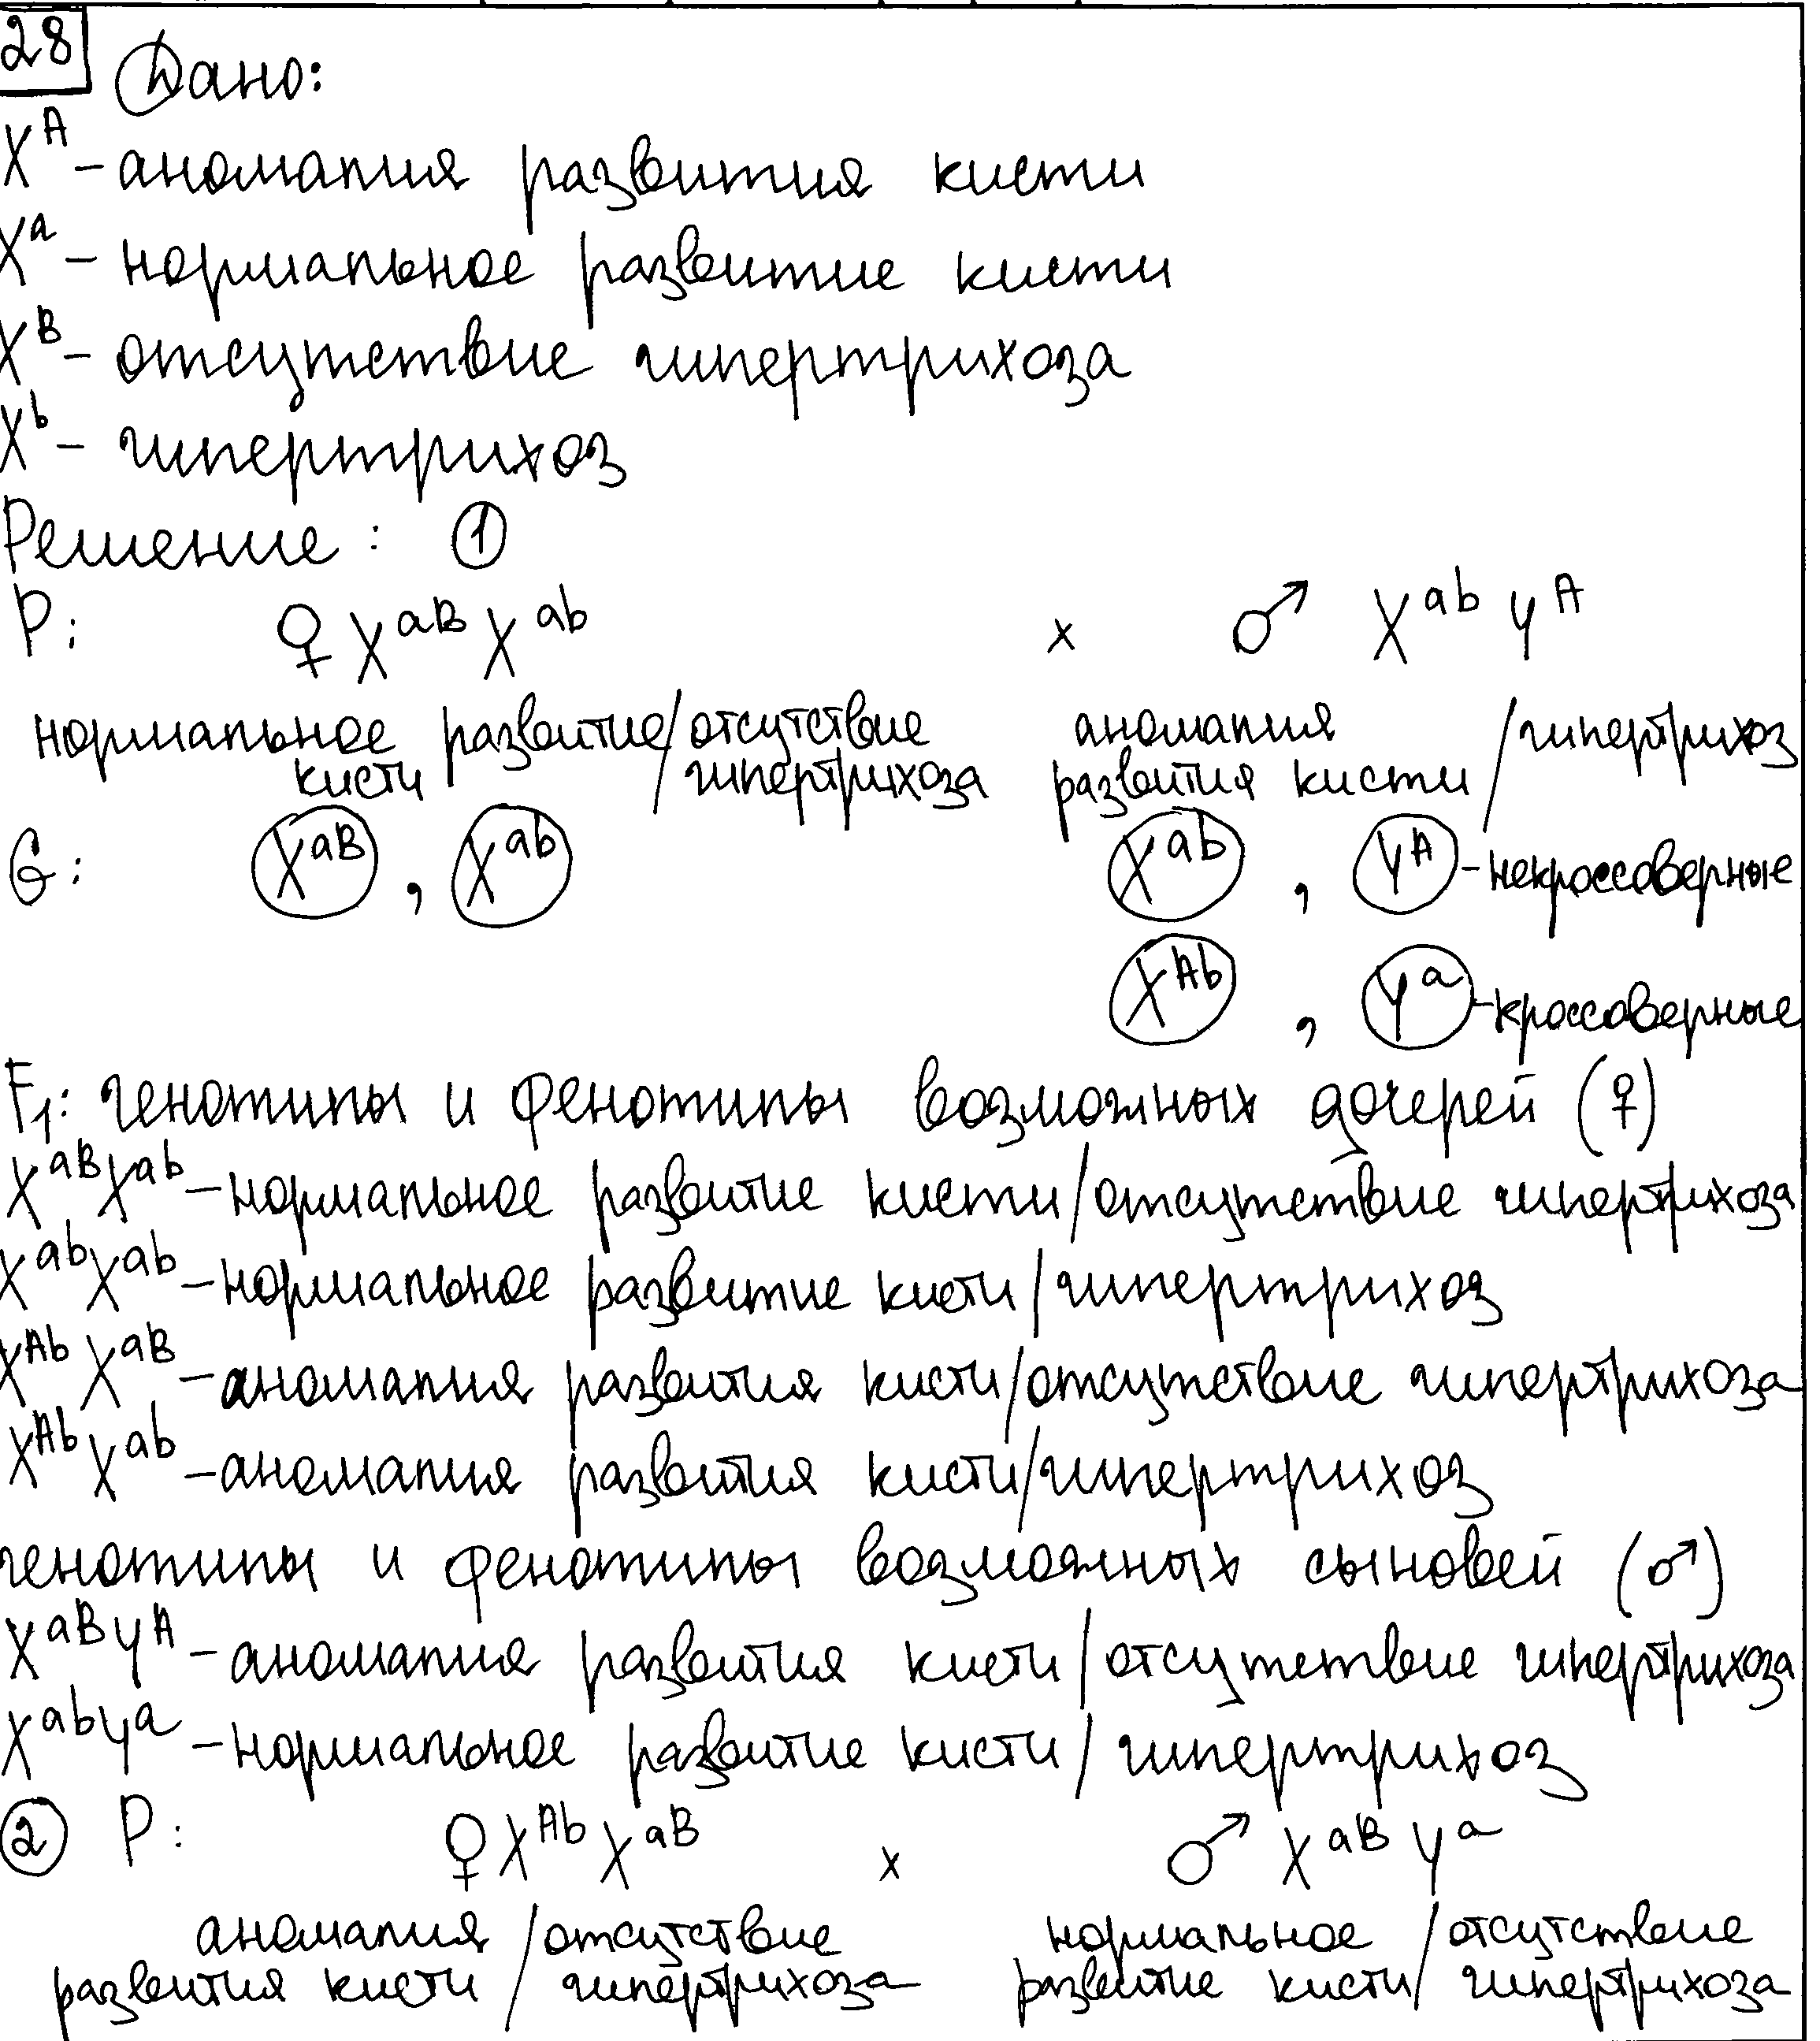 28 Дано:
X^A – аномалия развития кисти
X^a – нормальное развитие кисти
X^B – отсутствие гипертрихоза
X^b – гипертрихоз
Решение: ①
P: ♀ X^aB X^ab x ♂ X^ab Y^A
нормальное развитие/отсутствие аномалия /гипертрихоз
кисти / гипертрихоза развития кисти /
G: X^aB , X^ab X^ab , Y^A – некроссоверные
X^Ab , Y^a – кроссоверные
F1: генотипы и фенотипы возможных дочерей (♀)
X^aB X^ab – нормальное развитие кисти/отсутствие гипертрихоза
X^ab X^ab – нормальное развитие кисти/гипертрихоз
X^Ab X^aB – аномалия развития кисти/отсутствие гипертрихоза
X^Ab X^ab – аномалия развития кисти/гипертрихоз
генотипы и фенотипы возможных сыновей (♂)
X^aB Y^A – аномалия развития кисти/отсутствие гипертрихоза
X^ab Y^a – нормальное развитие кисти/гипертрихоз
② P: ♀ X^Ab X^aB x ♂ X^aB Y^a
аномалия /отсутствие нормальное /отсутствие
развития кисти / гипертрихоза развитие кисти/ гипертрихоза